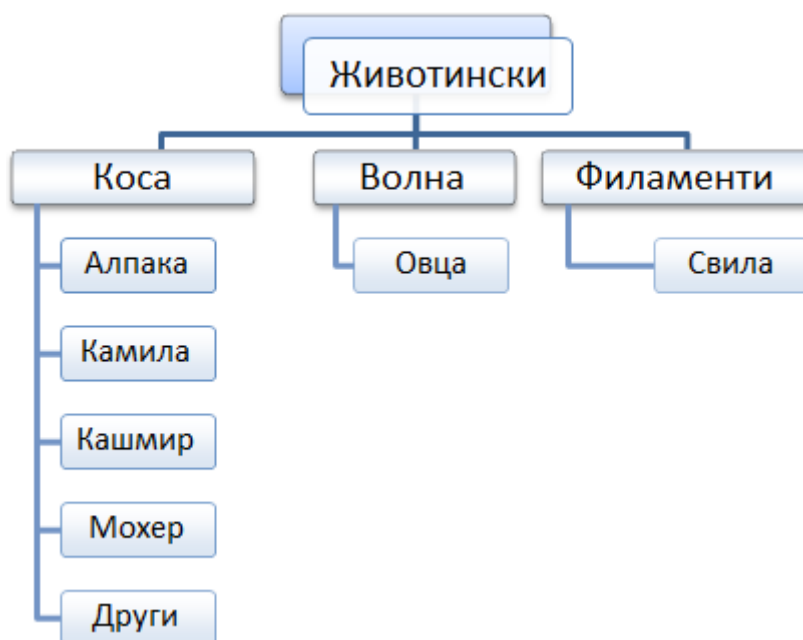 Животински
Коса
Волна
Филаменти
Алпака
Овца
Свила
Камила
Кашмир
Мохер
Други